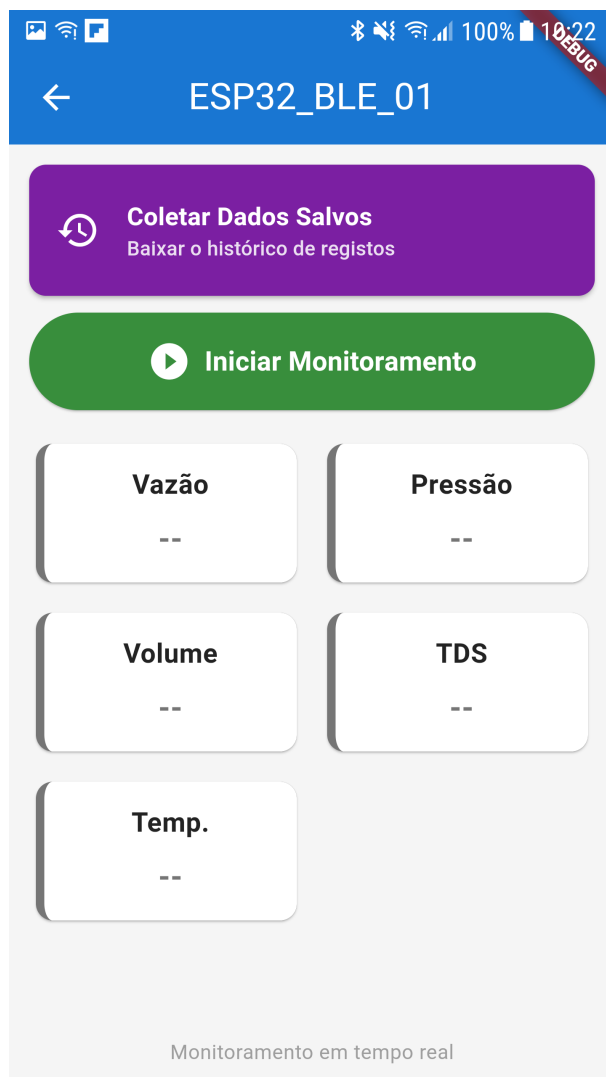 100% 10:22
DEBUG
ESP32_BLE_01
Coletar Dados Salvos
Baixar o histórico de registos
Iniciar Monitoramento
Vazão
--
Pressão
--
Volume
--
TDS
--
Temp.
--
Monitoramento em tempo real